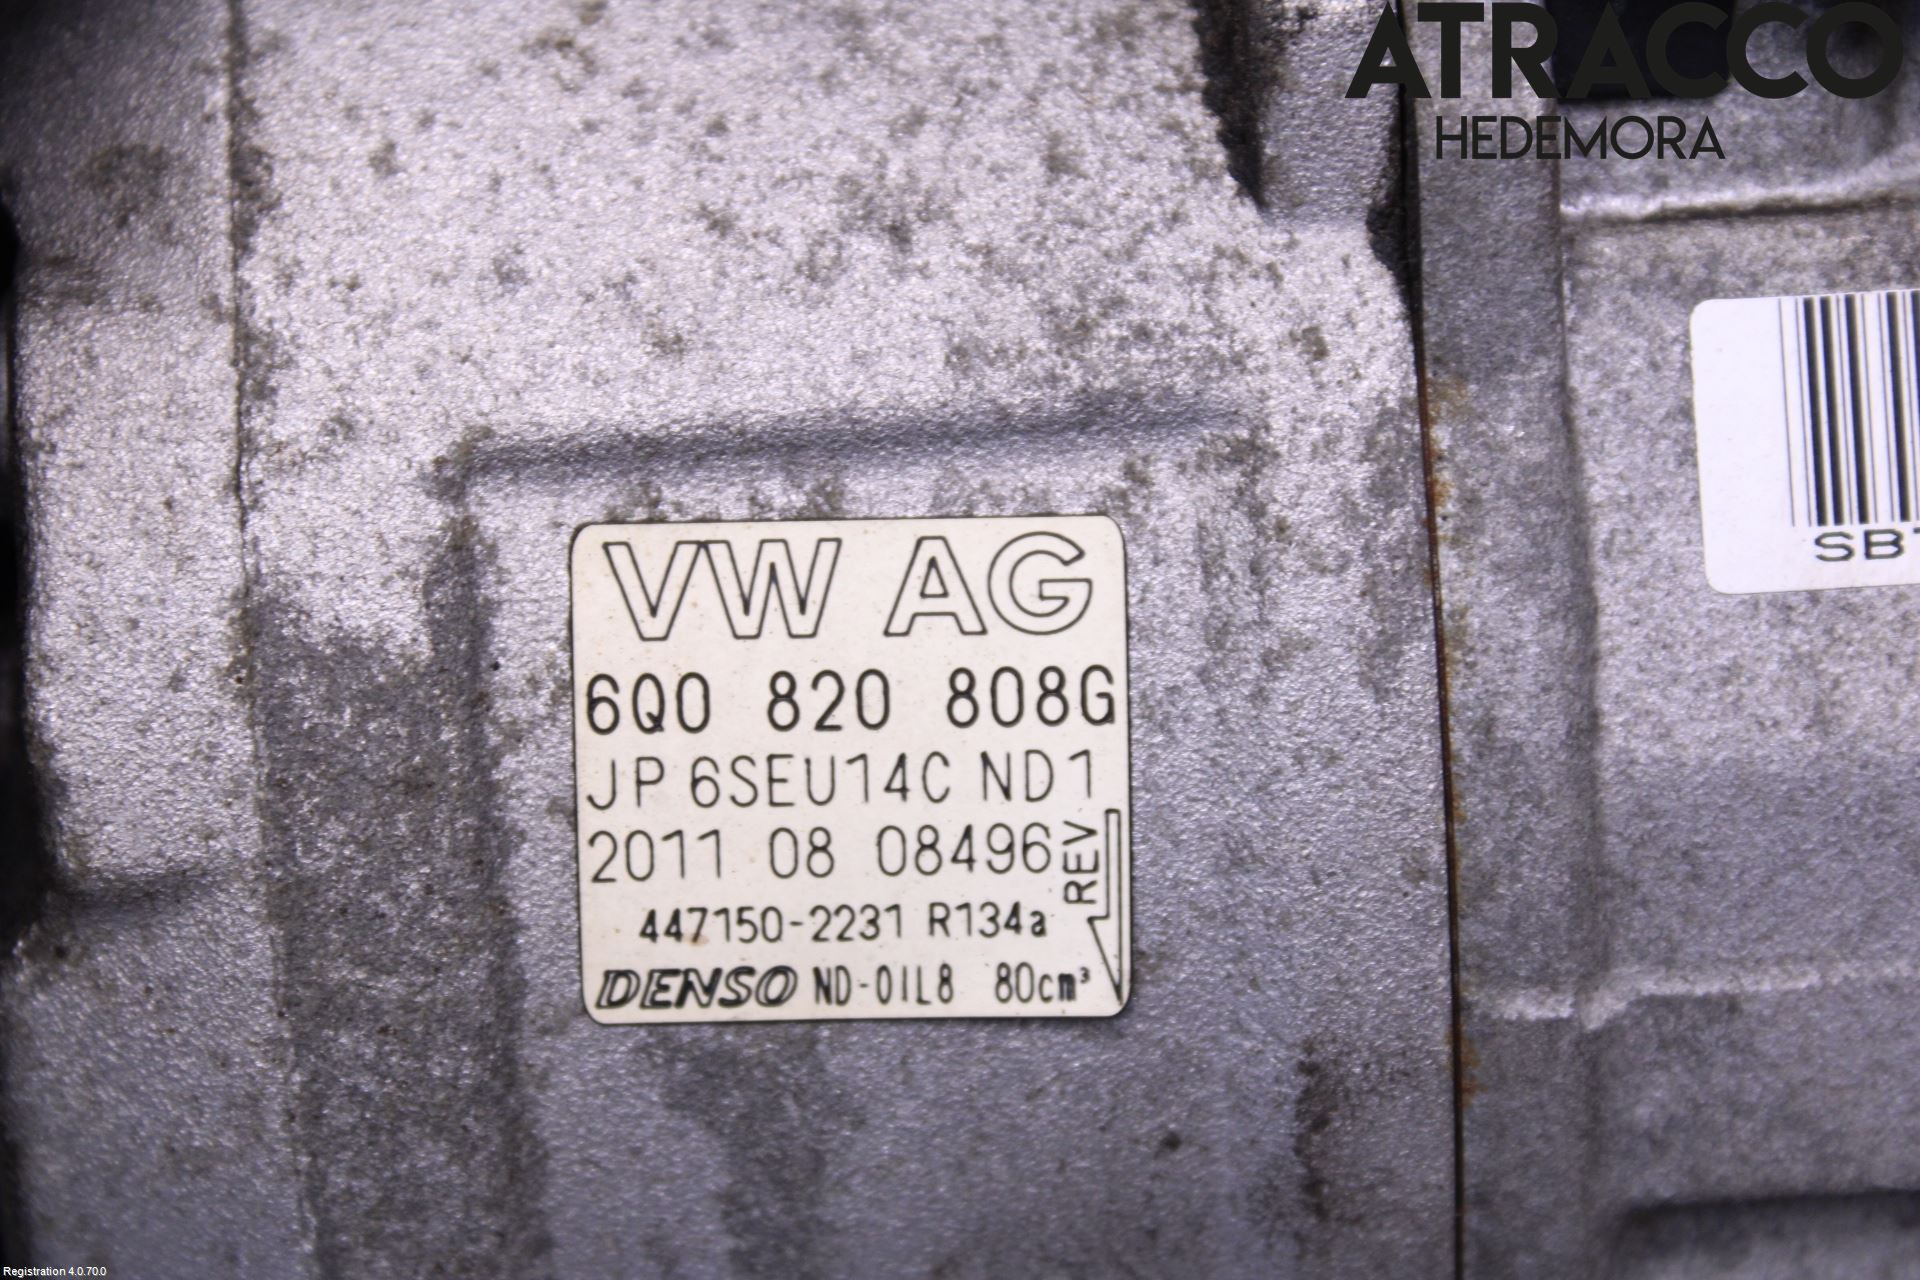 ATRACCO
HEDEMORA
SBT
VW AG
6Q0 820 808G
JP 6SEU14C ND1
2011 08 08496
REV
447150-2231 R134a
DENSO ND-OIL8 80cm³
Registration 4.0.70.0